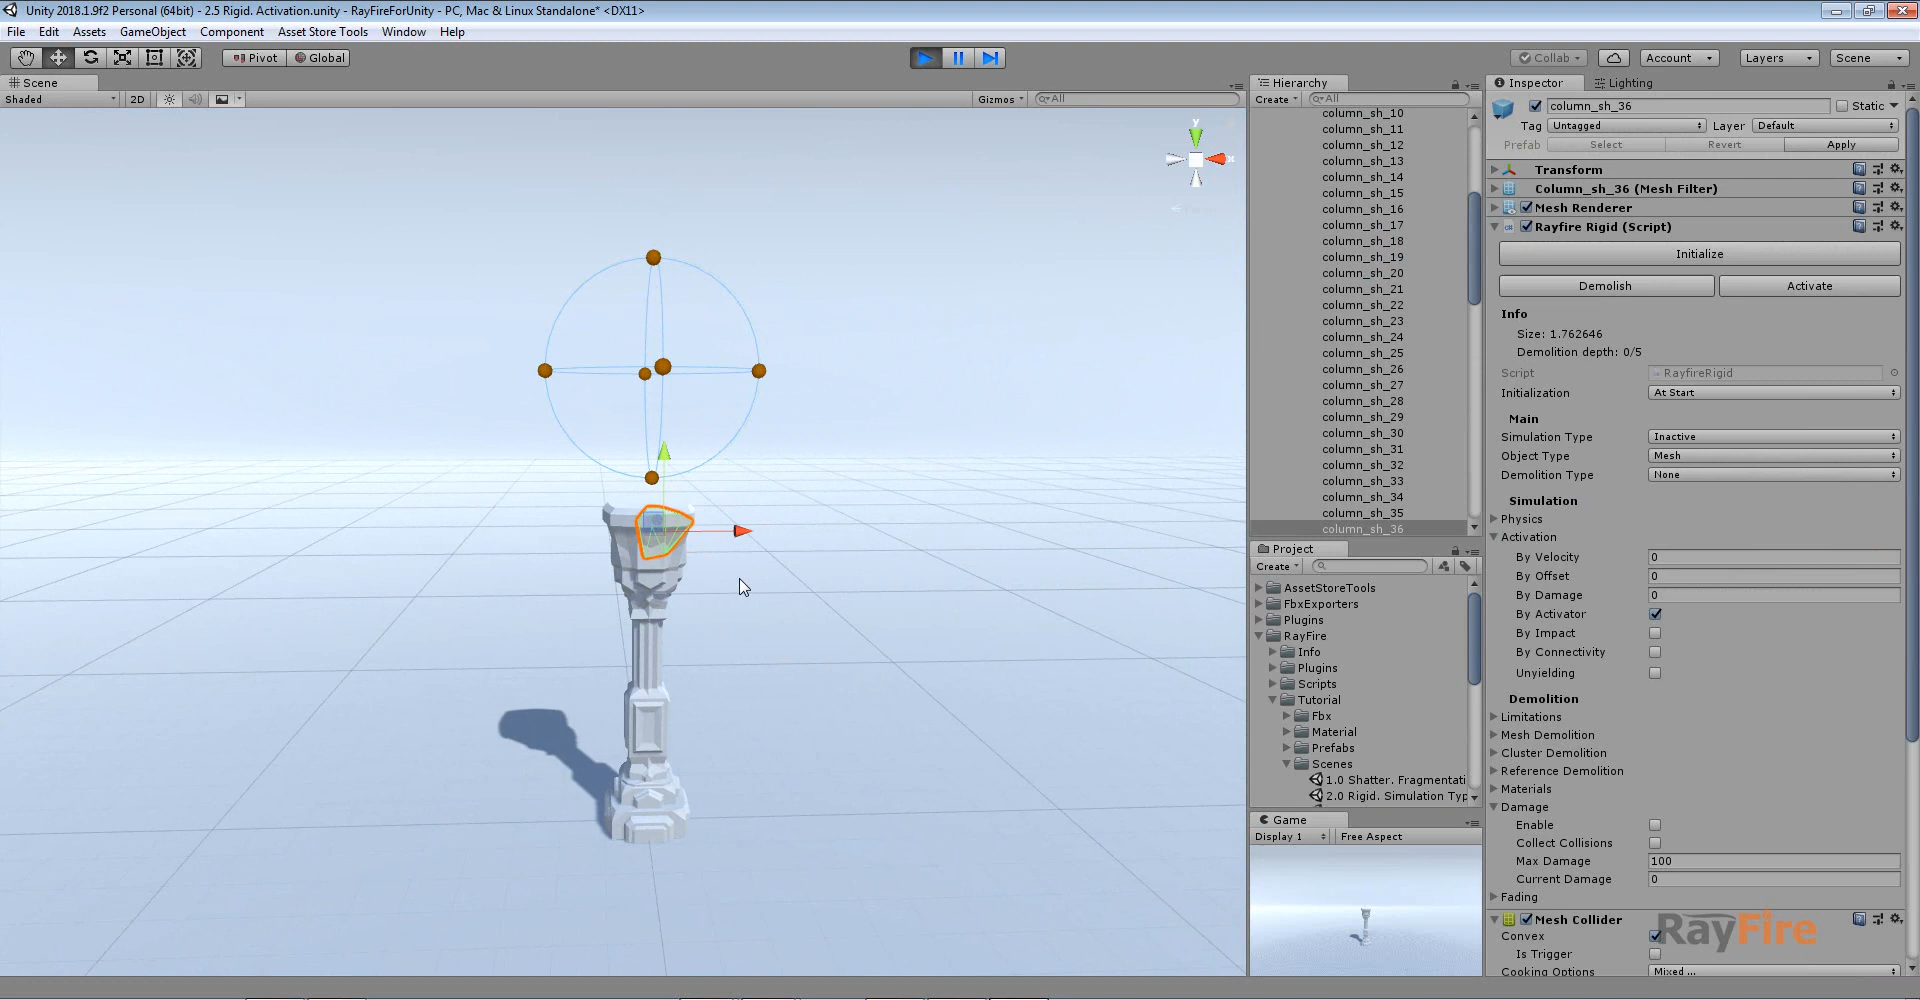 Unity 2018.1.9f2 Personal (64bit) - 2.5 Rigid. Activation.unity - RayFireForUnity - PC, Mac & Linux Standalone* <DX11>
File Edit Assets GameObject Component Asset Store Tools Window Help
Pivot Global Collab Account Layers Scene
Scene
Shaded 2D Gizmos All
y
x
Hierarchy
Create All
column_sh_10
column_sh_11
column_sh_12
column_sh_13
column_sh_14
column_sh_15
column_sh_16
column_sh_17
column_sh_18
column_sh_19
column_sh_20
column_sh_21
column_sh_22
column_sh_23
column_sh_24
column_sh_25
column_sh_26
column_sh_27
column_sh_28
column_sh_29
column_sh_30
column_sh_31
column_sh_32
column_sh_33
column_sh_34
column_sh_35
column_sh_36
Project
Create
AssetStoreTools
FbxExporters
Plugins
RayFire
Info
Plugins
Scripts
Tutorial
Fbx
Material
Prefabs
Scenes
1.0 Shatter. Fragmentati
2.0 Rigid. Simulation Typ
Game
Display 1 Free Aspect
Inspector Lighting
column_sh_36 Static
Tag Untagged Layer Default
Prefab Select Revert Apply
Transform
Column_sh_36 (Mesh Filter)
Mesh Renderer
Rayfire Rigid (Script)
Initialize
Demolish Activate
Info
Size: 1.762646
Demolition depth: 0/5
Script RayfireRigid
Initialization At Start
Main
Simulation Type Inactive
Object Type Mesh
Demolition Type None
Simulation
Physics
Activation
By Velocity 0
By Offset 0
By Damage 0
By Activator
By Impact
By Connectivity
Unyielding
Demolition
Limitations
Mesh Demolition
Cluster Demolition
Reference Demolition
Materials
Damage
Enable
Collect Collisions
Max Damage 100
Current Damage 0
Fading
Mesh Collider
Convex
Is Trigger
Cooking Options Mixed ...
RayFire